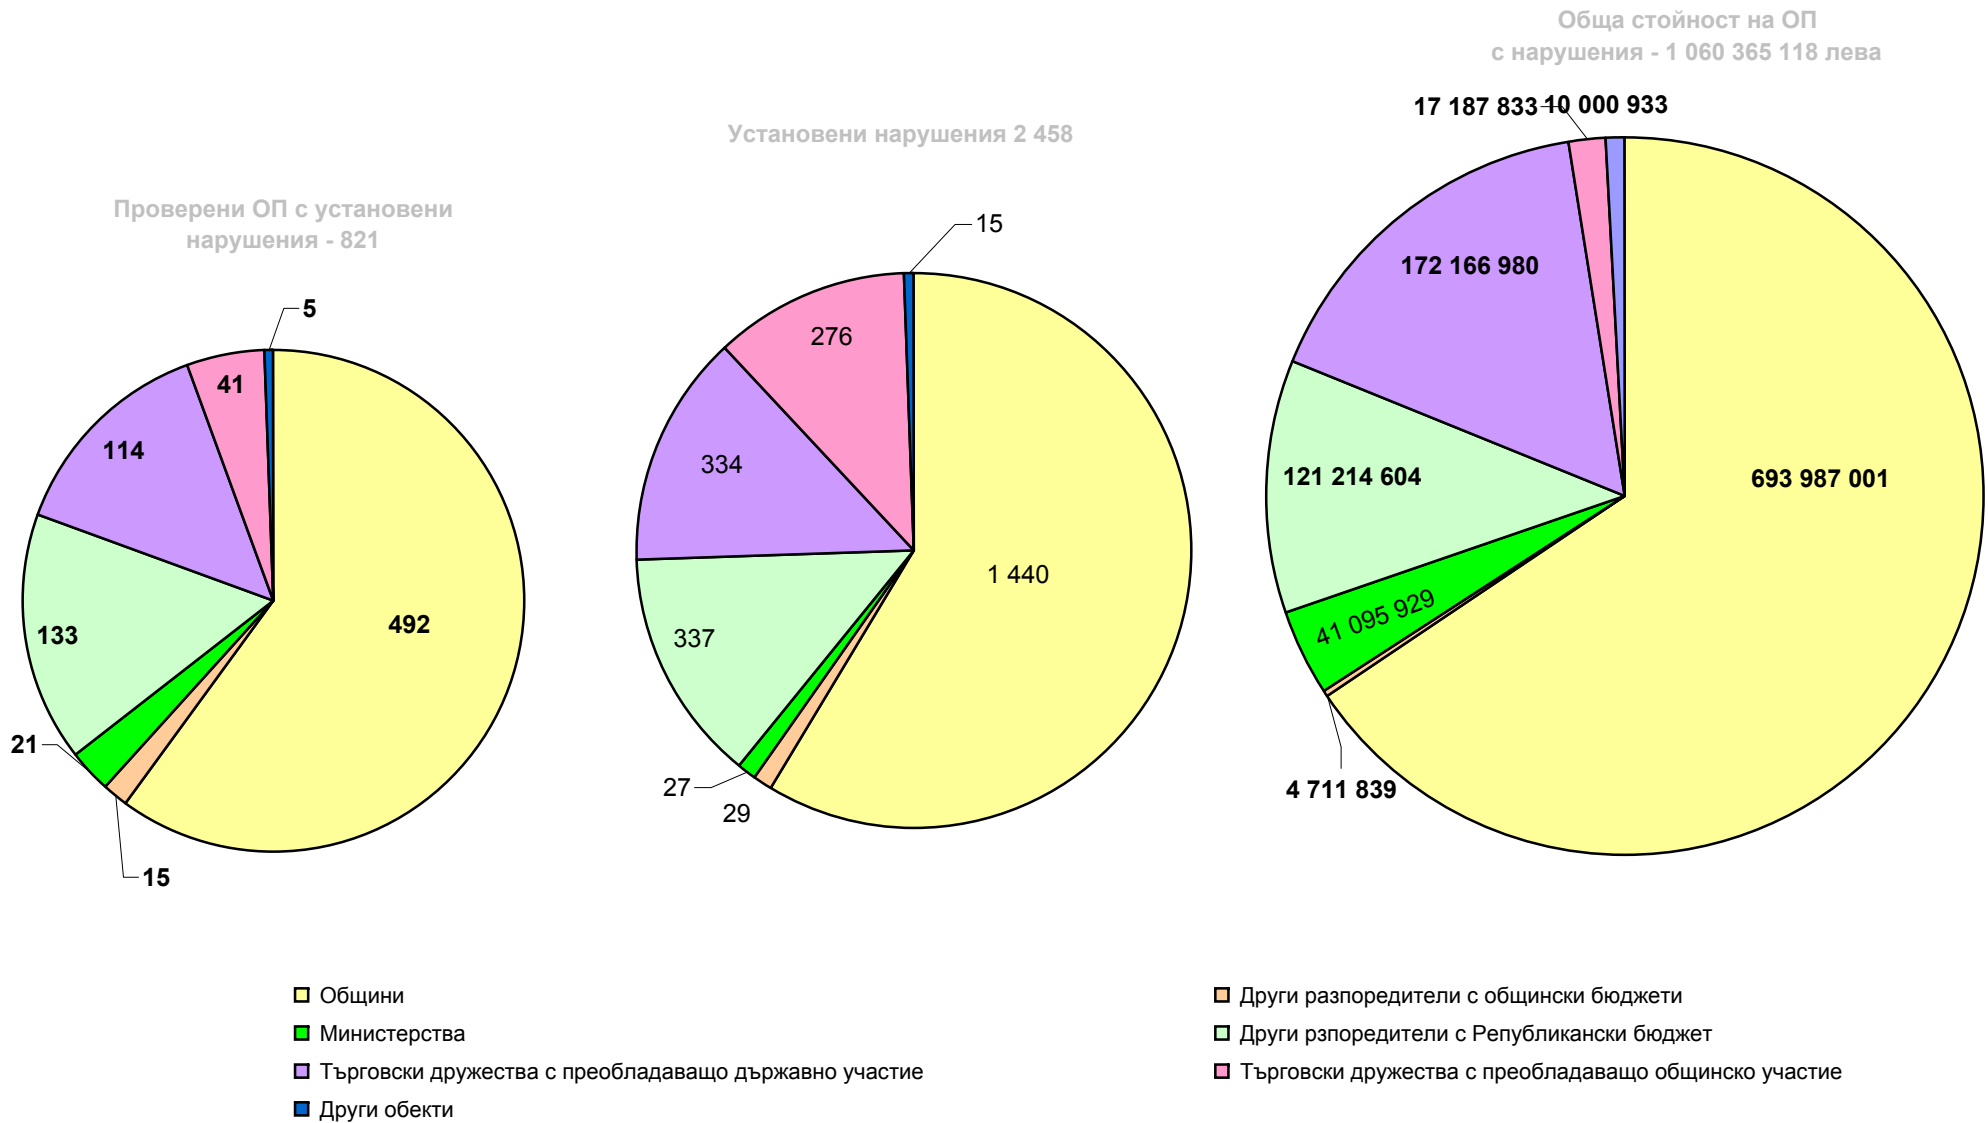 Проверени ОП с установени
нарушения - 821
5
41
114
133
21
15
492
Установени нарушения 2 458
15
276
334
337
27
29
1 440
Обща стойност на ОП
с нарушения - 1 060 365 118 лева
17 187 833
10 000 933
172 166 980
121 214 604
41 095 929
4 711 839
693 987 001
Общини
Министерства
Търговски дружества с преобладаващо държавно участие
Други обекти
Други разпоредители с общински бюджети
Други рзпоредители с Републикански бюджет
Търговски дружества с преобладаващо общинско участие